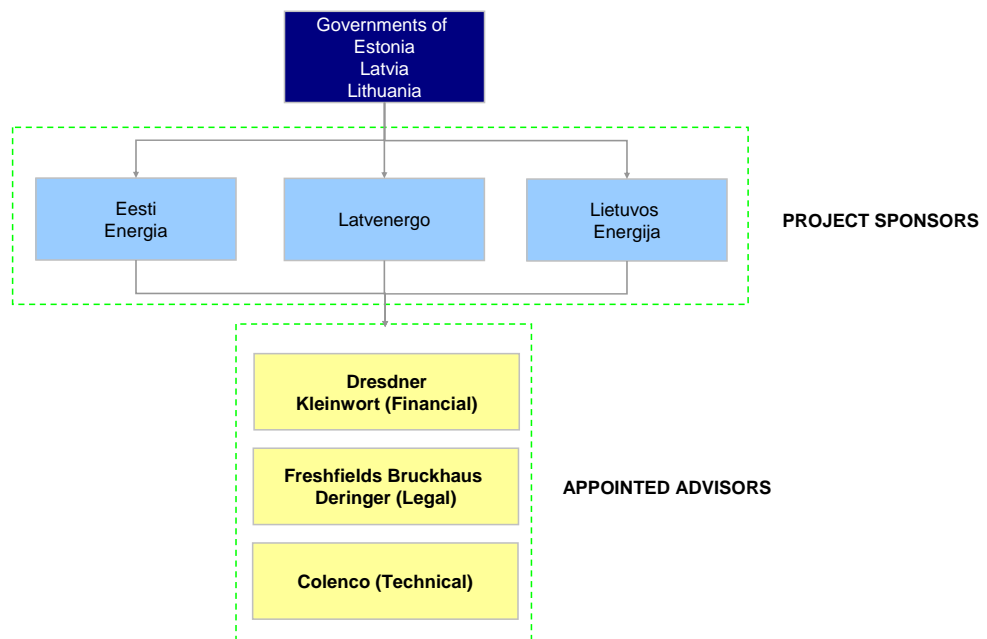 Governments of
Estonia
Latvia
Lithuania
Eesti
Energia
Latvenergo
Lietuvos
Energija
PROJECT SPONSORS
Dresdner
Kleinwort (Financial)
Freshfields Bruckhaus
Deringer (Legal)
APPOINTED ADVISORS
Colenco (Technical)